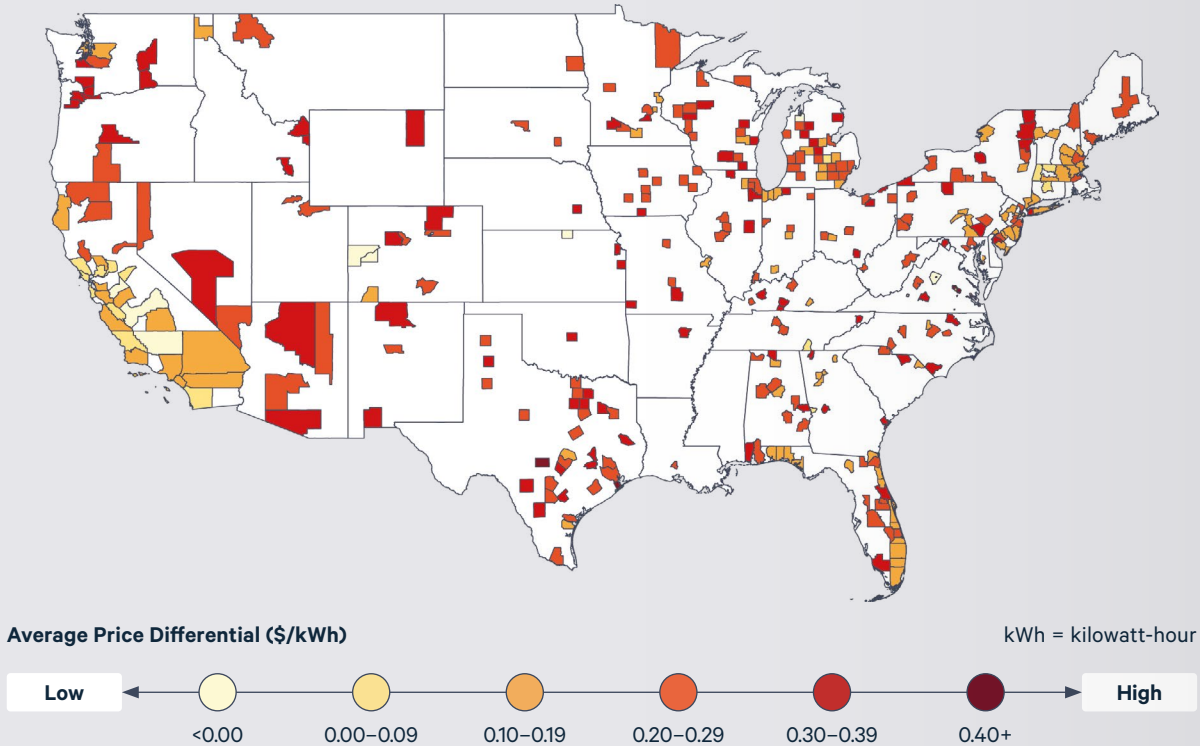 Average Price Differential ($/kWh)
kWh = kilowatt-hour
Low
High
<0.00
0.00–0.09
0.10–0.19
0.20–0.29
0.30–0.39
0.40+